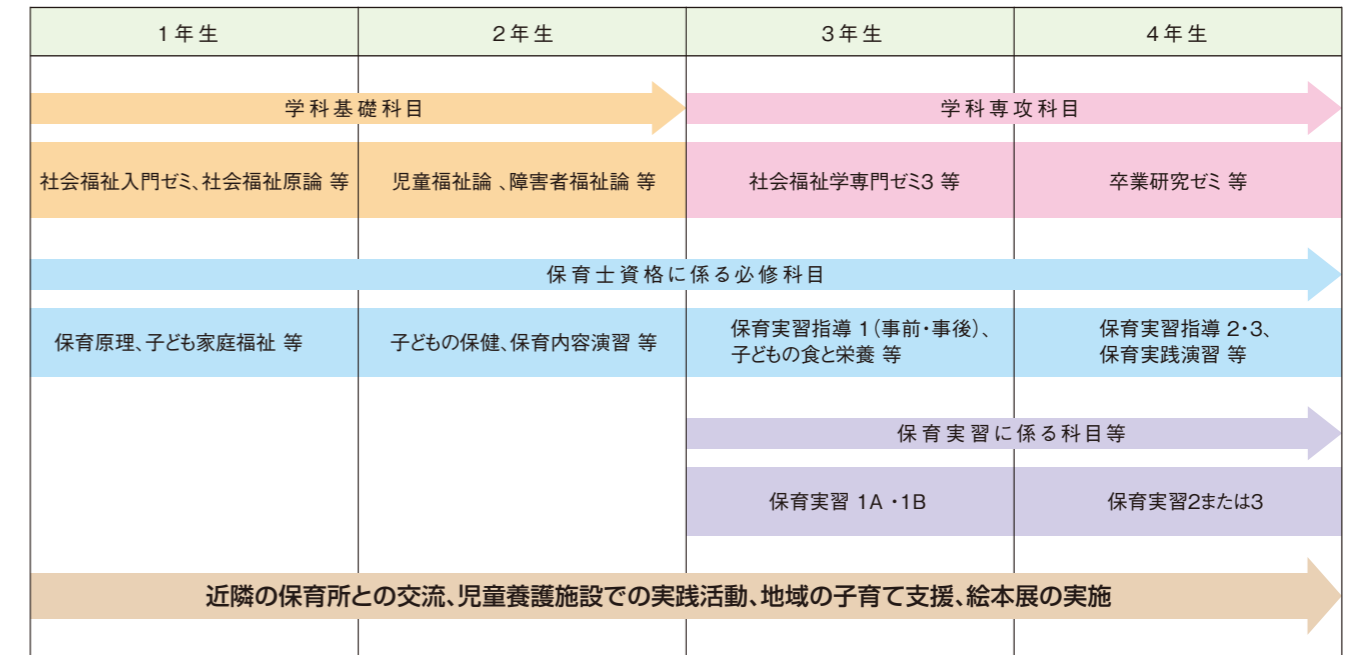 1年生
2年生
3年生
4年生
学科基礎科目
学科専攻科目
社会福祉入門ゼミ、社会福祉原論 等
児童福祉論 、障害者福祉論 等
社会福祉学専門ゼミ3 等
卒業研究ゼミ 等
保育士資格に係る必修科目
保育原理、子ども家庭福祉 等
子どもの保健、保育内容演習 等
保育実習指導 1(事前・事後)、
子どもの食と栄養 等
保育実習指導 2・3、
保育実践演習 等
保育実習に係る科目等
保育実習 1A ・1B
保育実習2または3
近隣の保育所との交流、児童養護施設での実践活動、地域の子育て支援、絵本展の実施